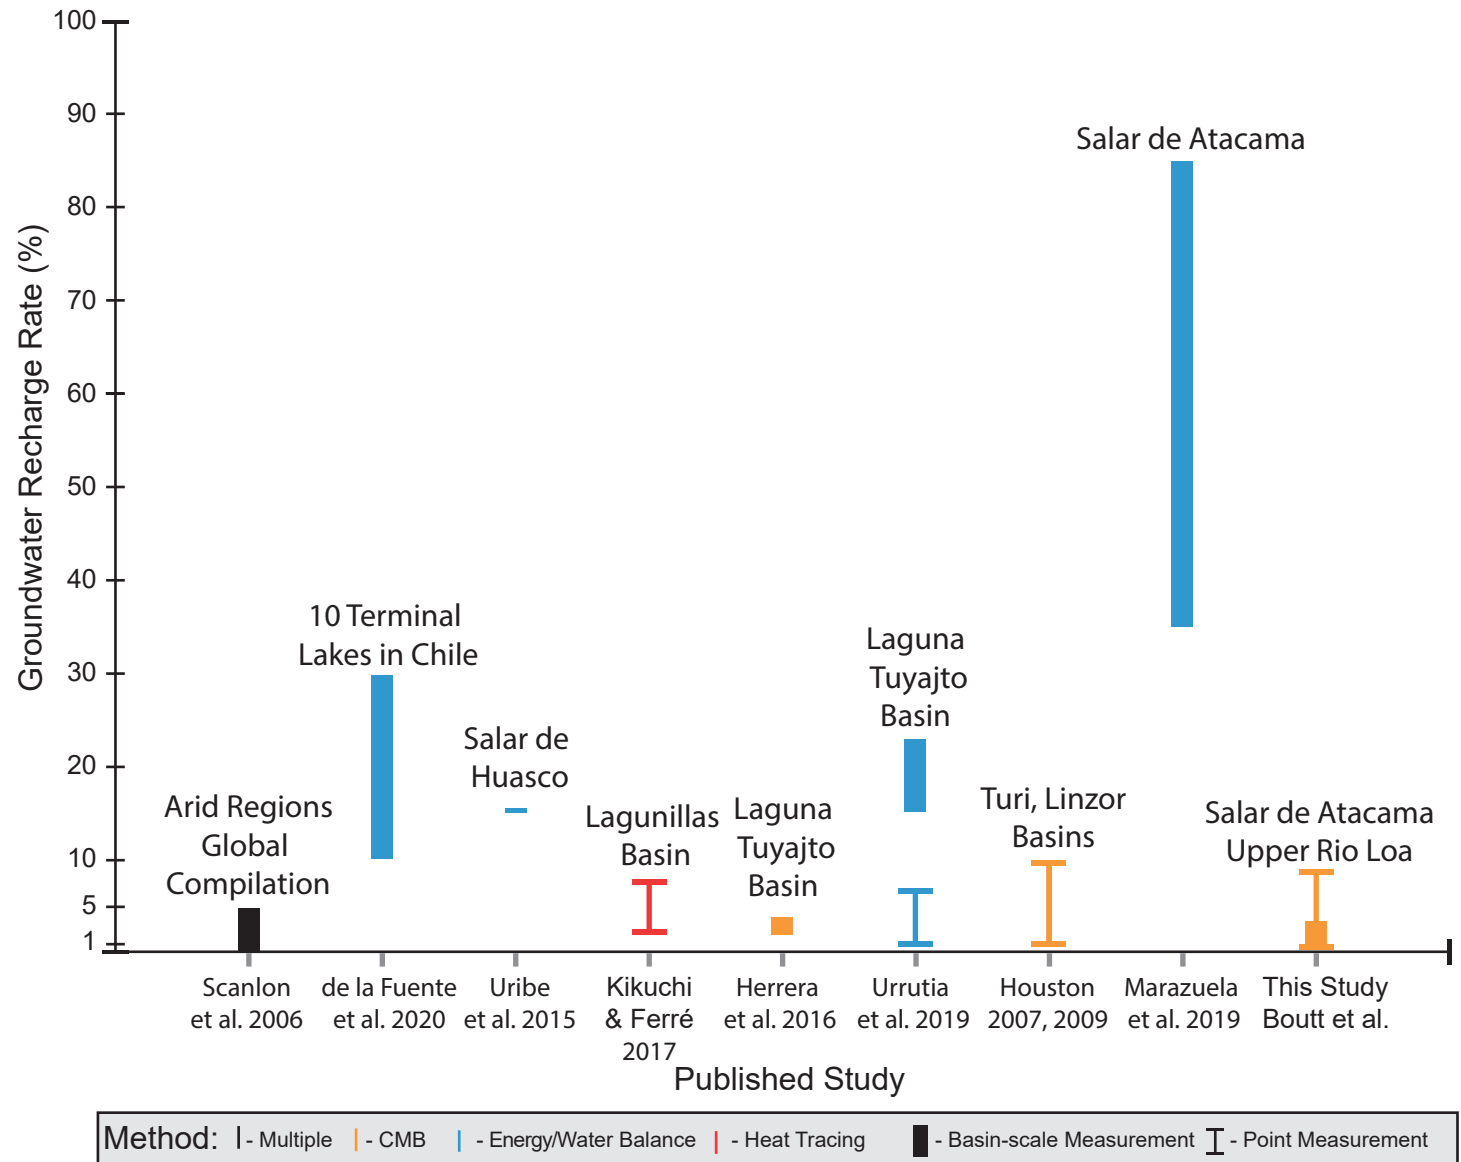 100
90
80
70
60
50
40
30
20
10
5
1
Groundwater Recharge Rate (%)
Arid Regions
Global
Compilation
10 Terminal
Lakes in Chile
Salar de
Huasco
Lagunillas
Basin
Laguna
Tuyajto
Basin
Laguna
Tuyajto
Basin
Turi, Linzor
Basins
Salar de Atacama
Salar de Atacama
Upper Rio Loa
Scanlon
et al. 2006
de la Fuente
et al. 2020
Uribe
et al. 2015
Kikuchi
& Ferré
2017
Herrera
et al. 2016
Urrutia
et al. 2019
Houston
2007, 2009
Marazuela
et al. 2019
This Study
Boutt et al.
Published Study
Method: - Multiple - CMB - Energy/Water Balance - Heat Tracing - Basin-scale Measurement - Point Measurement